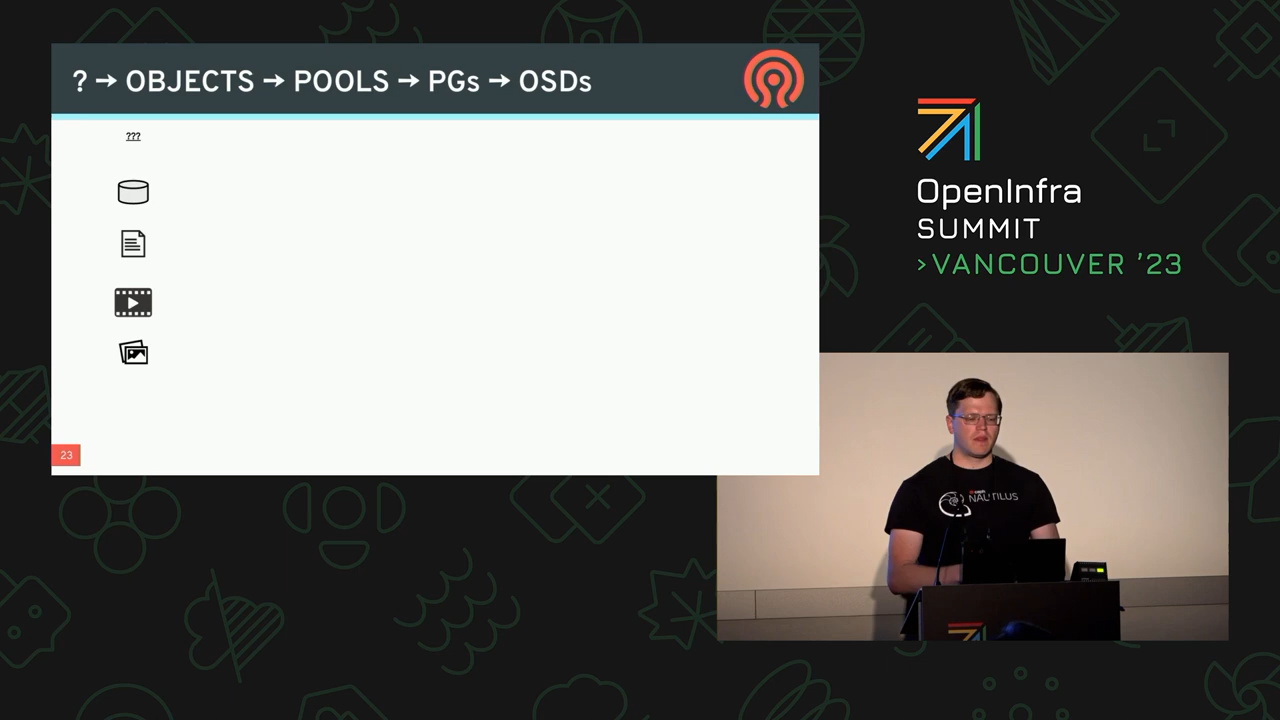 ? → OBJECTS → POOLS → PGs → OSDs
???
23
OpenInfra
SUMMIT
>VANCOUVER ’23
NAUTILUS